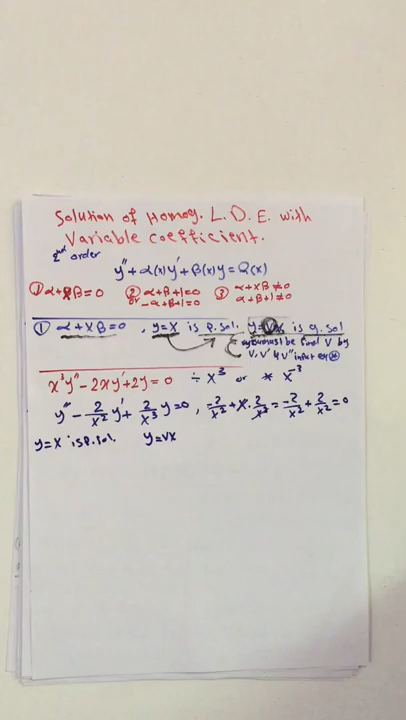 Solution of Homog. L. D. E. with
Variable coefficient.
2nd order
y'' + α(x)y' + β(x)y = Q(x)
① α+xβ=0 ② α+β+1=0 or -α+β+1=0 ③ α+xβ≠0 α+β+1≠0
① α+xβ=0 , y=x is p.sol. y=vx is g.sol
must be find v by
v, v' & v'' in
x³y'' - 2xy' + 2y = 0 ÷ x³ or * x⁻³
y'' - 2/x² y' + 2/x³ y = 0 , -2/x² + x · 2/x³ = -2/x² + 2/x² = 0
y=x is p.sol. y=vx